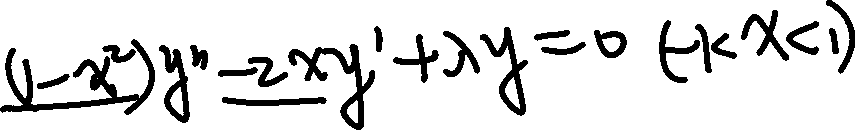 (1-x²)y" -2xy' + λy = 0 (-1<x<1)